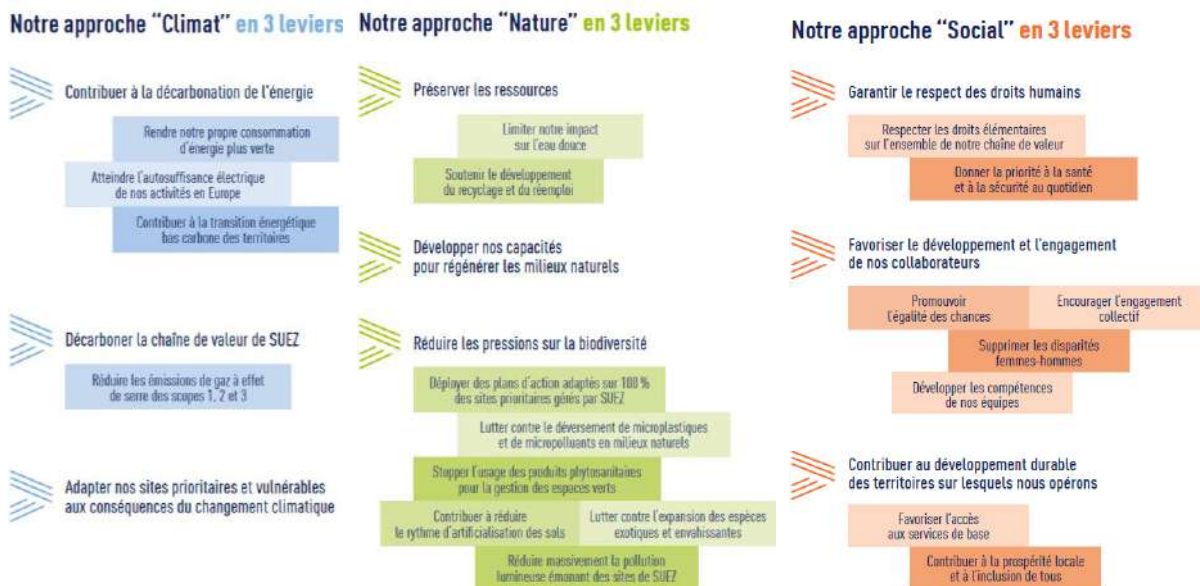 Notre approche “Climat” en 3 leviers
Contribuer à la décarbonation de l’énergie
Rendre notre propre consommation
d’énergie plus verte
Atteindre l’autosuffisance électrique
de nos activités en Europe
Contribuer à la transition énergétique
bas carbone des territoires
Décarboner la chaîne de valeur de SUEZ
Réduire les émissions de gaz à effet
de serre des scopes 1, 2 et 3
Adapter nos sites prioritaires et vulnérables
aux conséquences du changement climatique
Notre approche “Nature” en 3 leviers
Préserver les ressources
Limiter notre impact
sur l’eau douce
Soutenir le développement
du recyclage et du réemploi
Développer nos capacités
pour régénérer les milieux naturels
Réduire les pressions sur la biodiversité
Déployer des plans d’action adaptés sur 100 %
des sites prioritaires gérés par SUEZ
Lutter contre le déversement de microplastiques
et de micropolluants en milieux naturels
Stopper l’usage des produits phytosanitaires
pour la gestion des espaces verts
Contribuer à réduire
le rythme d’artificialisation des sols
Lutter contre l’expansion des espèces
exotiques et envahissantes
Réduire massivement la pollution
lumineuse émanant des sites de SUEZ
Notre approche “Social” en 3 leviers
Garantir le respect des droits humains
Respecter les droits élémentaires
sur l’ensemble de notre chaîne de valeur
Donner la priorité à la santé
et à la sécurité au quotidien
Favoriser le développement et l’engagement
de nos collaborateurs
Promouvoir
l’égalité des chances
Encourager l’engagement
collectif
Supprimer les disparités
femmes-hommes
Développer les compétences
de nos équipes
Contribuer au développement durable
des territoires sur lesquels nous opérons
Favoriser l’accès
aux services de base
Contribuer à la prospérité locale
et à l’inclusion de tous